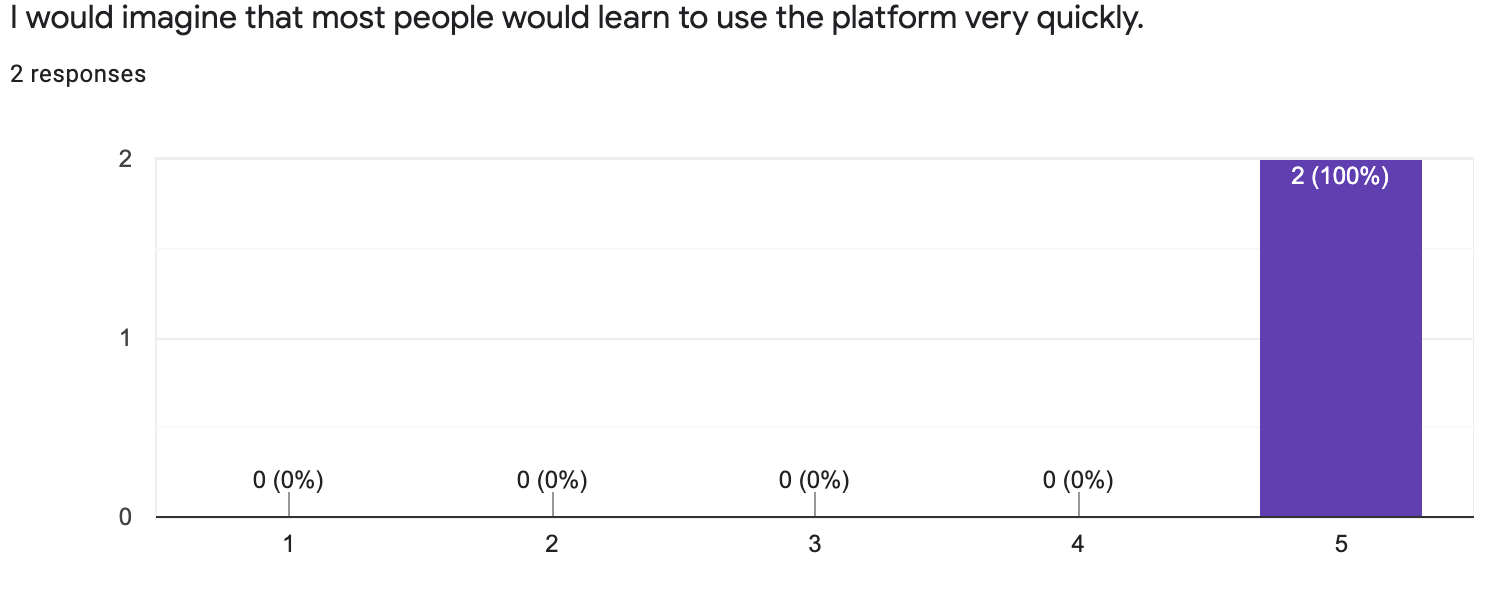 I would imagine that most people would learn to use the platform very quickly.
2 responses
2
2 (100%)
1
0 (0%) 0 (0%) 0 (0%) 0 (0%)
0
1 2 3 4 5